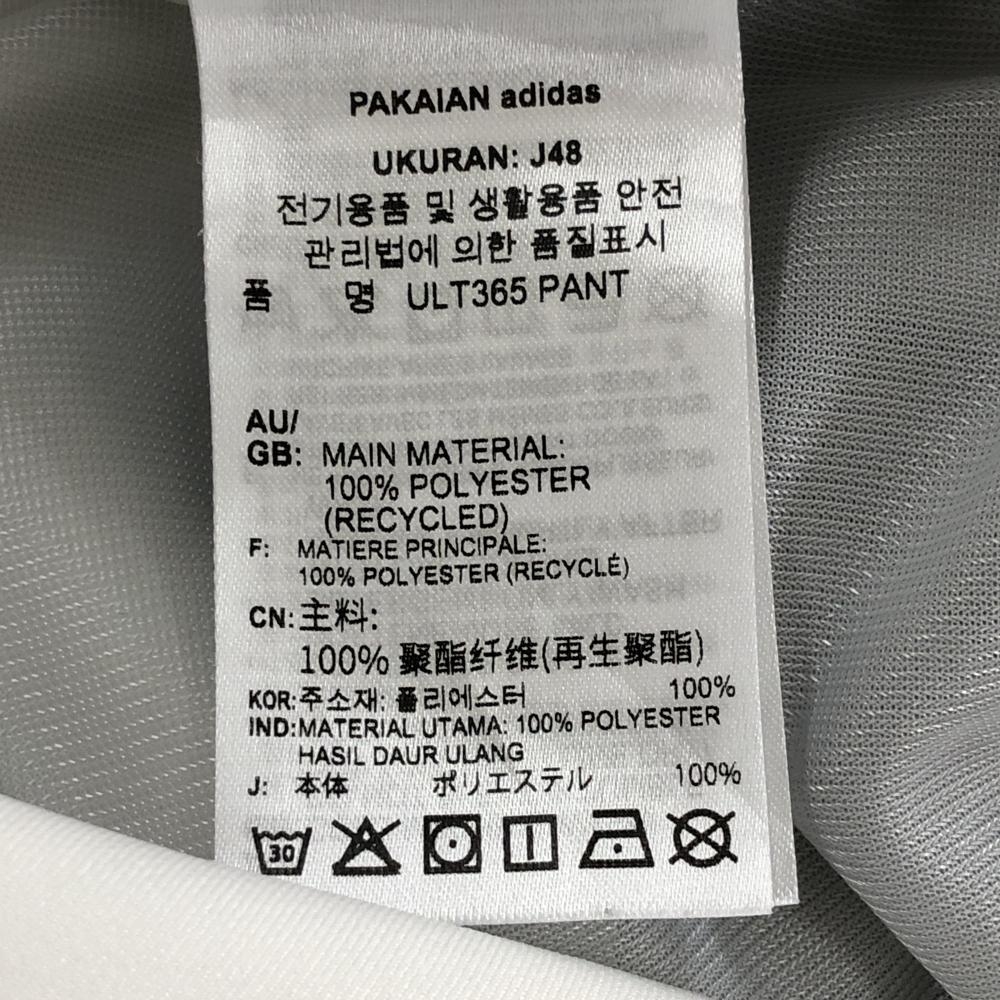 PAKAIAN adidas
UKURAN: J48
전기용품 및 생활용품 안전
관리법에 의한 품질표시
품 명 ULT365 PANT
AU/
GB: MAIN MATERIAL:
100% POLYESTER
(RECYCLED)
F: MATIERE PRINCIPALE:
100% POLYESTER (RECYCLÉ)
CN: 主料:
100% 聚酯纤维(再生聚酯)
KOR: 주소재: 폴리에스터 100%
IND: MATERIAL UTAMA: 100% POLYESTER
HASIL DAUR ULANG
J: 本体 ポリエステル 100%
30